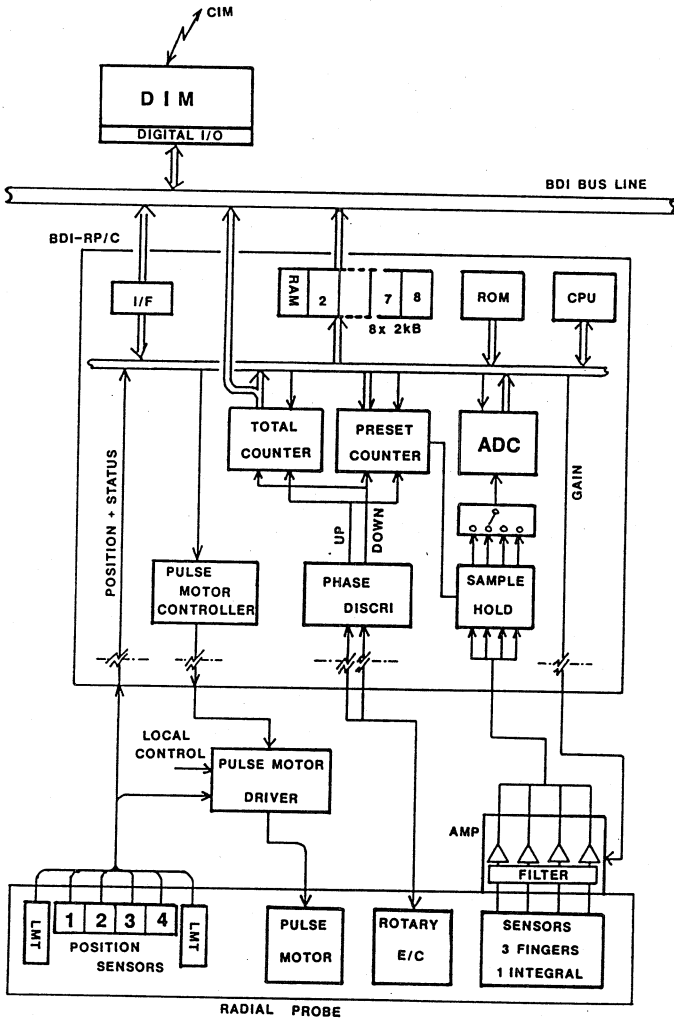 CIM
DIM
DIGITAL I/O
BDI BUS LINE
BDI-RP/C
I/F
RAM 2 7 8
8x 2kB
ROM
CPU
TOTAL
COUNTER
PRESET
COUNTER
ADC
POSITION + STATUS
GAIN
UP
DOWN
PULSE
MOTOR
CONTROLLER
PHASE
DISCRI
SAMPLE
HOLD
LOCAL
CONTROL
PULSE MOTOR
DRIVER
AMP
FILTER
LMT
1 2 3 4
LMT
POSITION
SENSORS
PULSE
MOTOR
ROTARY
E/C
SENSORS
3 FINGERS
1 INTEGRAL
RADIAL PROBE